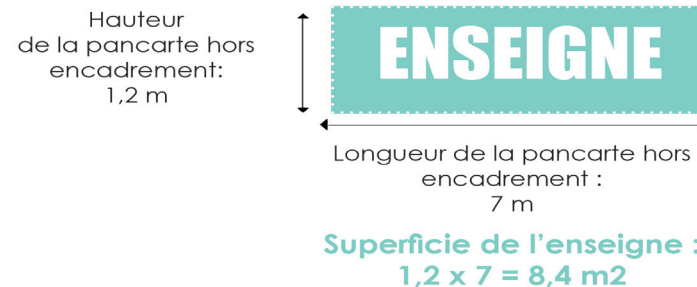 Hauteur
de la pancarte hors
encadrement:
1,2 m
ENSEIGNE
Longueur de la pancarte hors
encadrement :
7 m
Superficie de l’enseigne :
1,2 x 7 = 8,4 m2